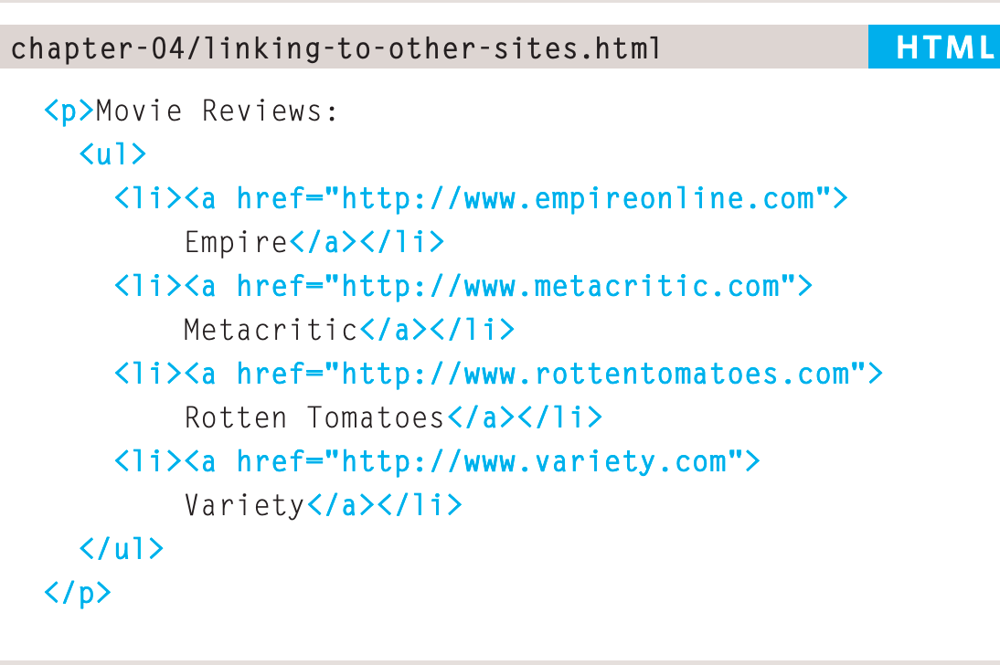 chapter-04/linking-to-other-sites.html HTML
<p>Movie Reviews:
  <ul>
    <li><a href="http://www.empireonline.com">
        Empire</a></li>
    <li><a href="http://www.metacritic.com">
        Metacritic</a></li>
    <li><a href="http://www.rottentomatoes.com">
        Rotten Tomatoes</a></li>
    <li><a href="http://www.variety.com">
        Variety</a></li>
  </ul>
</p>